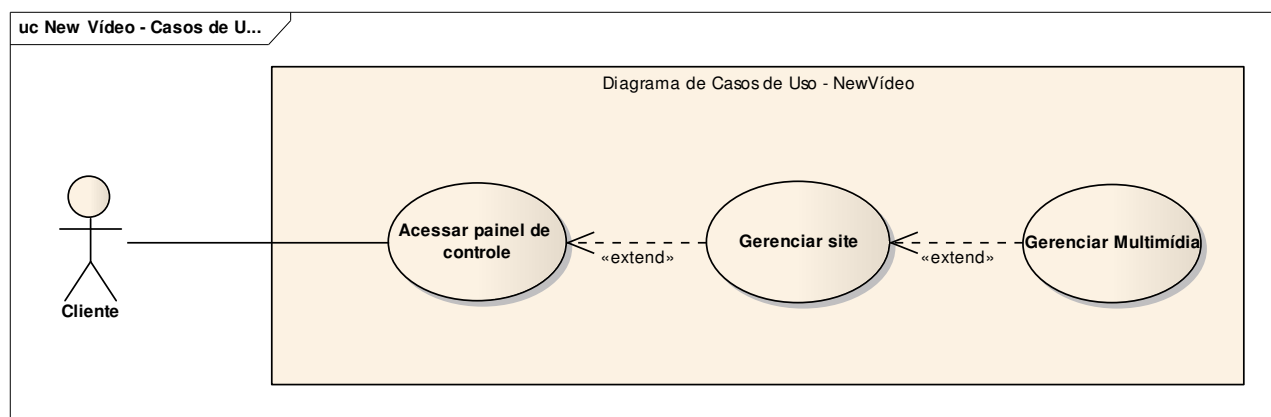 uc New Vídeo - Casos de U...
Diagrama de Casos de Uso - NewVídeo
Cliente
Acessar painel de
controle
«extend»
Gerenciar site
«extend»
Gerenciar Multimídia